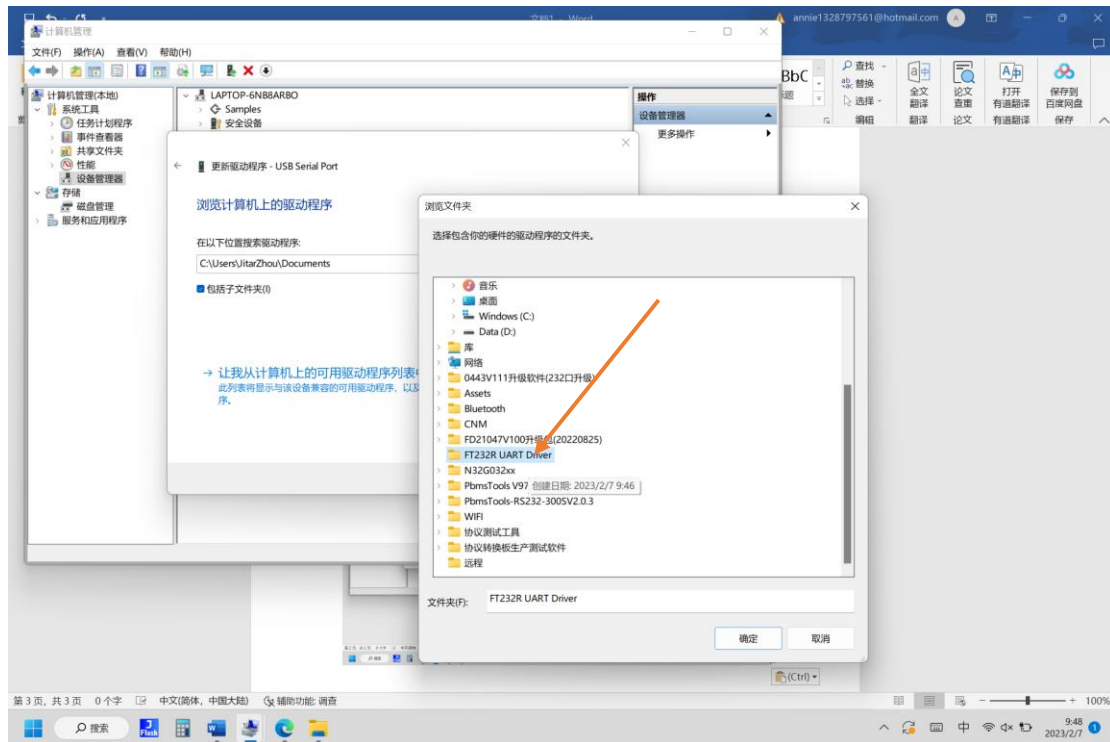 文档1 - Word
annie1328797561@hotmail.com
A
计算机管理
文件(F) 操作(A) 查看(V) 帮助(H)
BbC
查找
替换
选择
编辑
全文
翻译
翻译
论文
查重
论文
打开
有道翻译
有道翻译
保存到
百度网盘
保存
计算机管理(本地)
系统工具
任务计划程序
事件查看器
共享文件夹
性能
设备管理器
存储
磁盘管理
服务和应用程序
LAPTOP-6NB8ARBO
Samples
安全设备
操作
设备管理器
更多操作
更新驱动程序 - USB Serial Port
浏览计算机上的驱动程序
在以下位置搜索驱动程序:
C:\Users\JitarZhou\Documents
包括子文件夹(I)
→ 让我从计算机上的可用驱动程序列表
此列表将显示与该设备兼容的可用驱动程序，以及
序。
浏览文件夹
选择包含你的硬件的驱动程序的文件夹。
音乐
桌面
Windows (C:)
Data (D:)
库
网络
0443V111升级软件(232口升级)
Assets
Bluetooth
CNM
FD21047V100升级包(20220825)
FT232R UART Driver
N32G032xx
PbmsTools V97
创建日期: 2023/2/7 9:46
PbmsTools-RS232-300SV2.0.3
WIFI
协议测试工具
协议转换板生产测试软件
远程
文件夹(F): FT232R UART Driver
确定 取消
(Ctrl)
第3页, 共3页 0个字 中文(简体, 中国大陆) 辅助功能: 调查
100%
搜索
Flash
中
9:48
2023/2/7
1